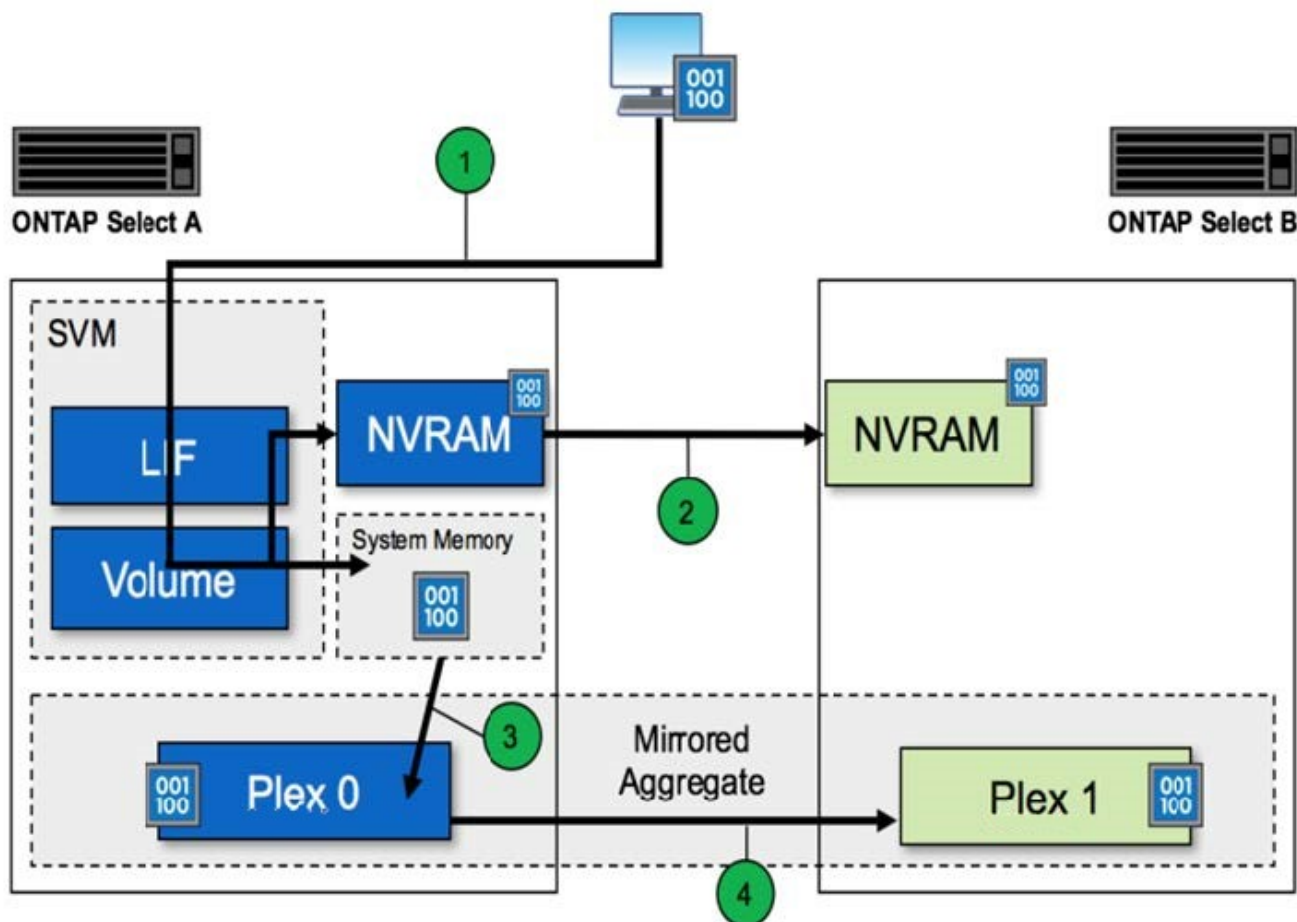 001
100
1
ONTAP Select A
ONTAP Select B
SVM
LIF
Volume
NVRAM
001
100
2
NVRAM
001
100
System Memory
001
100
3
Mirrored
Aggregate
001
100
Plex 0
Plex 1
001
100
4